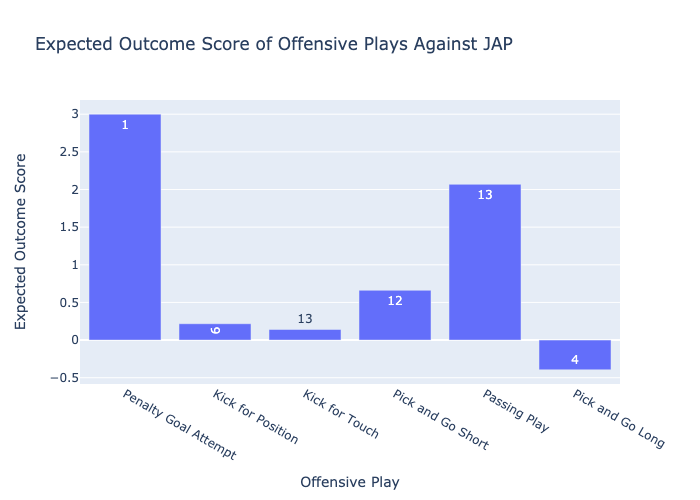 Expected Outcome Score of Offensive Plays Against JAP
Expected Outcome Score
3
2.5
2
1.5
1
0.5
0
−0.5
1
6
13
12
13
4
Penalty Goal Attempt
Kick for Position
Kick for Touch
Pick and Go Short
Passing Play
Pick and Go Long
Offensive Play